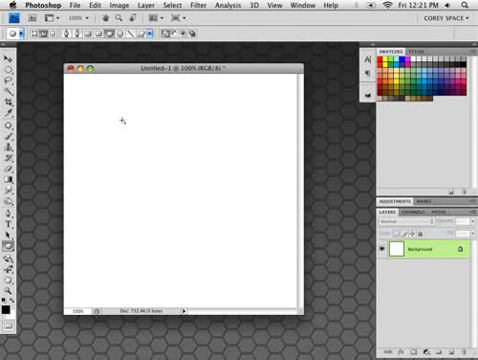 Photoshop File Edit Image Layer Select Filter Analysis 3D View Fri 12:21 PM COREY SPACE
100%
Untitled-1 @ 100% (RGB/8) *
SWATCHES STYLES
ADJUSTMENTS MASKS
LAYERS CHANNELS PATHS
Normal Opacity:
Lock: Fill:
Background
100% Doc: 732.4K/0 bytes